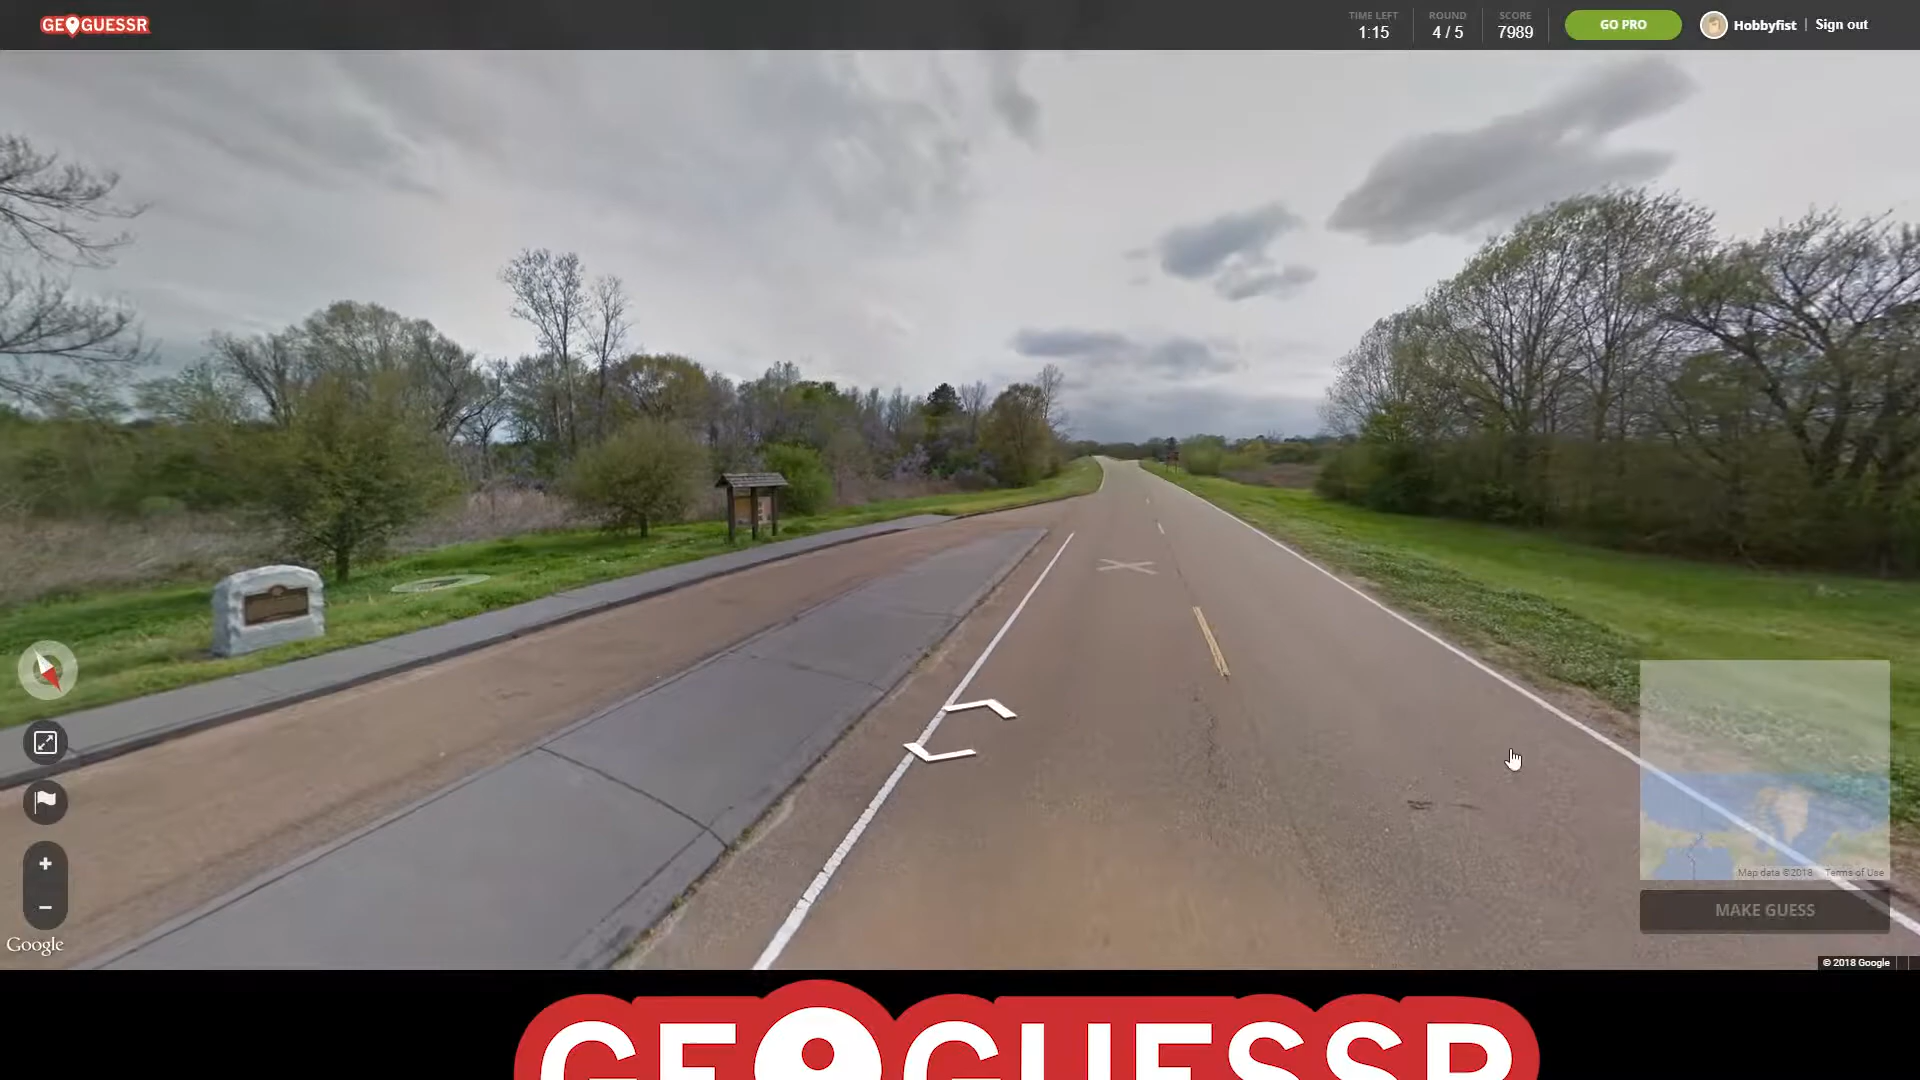 GEOGUESSR
TIME LEFT
1:15
ROUND
4 / 5
SCORE
7989
GO PRO
Hobbyfist
Sign out
Map data ©2018
Terms of Use
MAKE GUESS
Google
© 2018 Google
GEOGUESSR